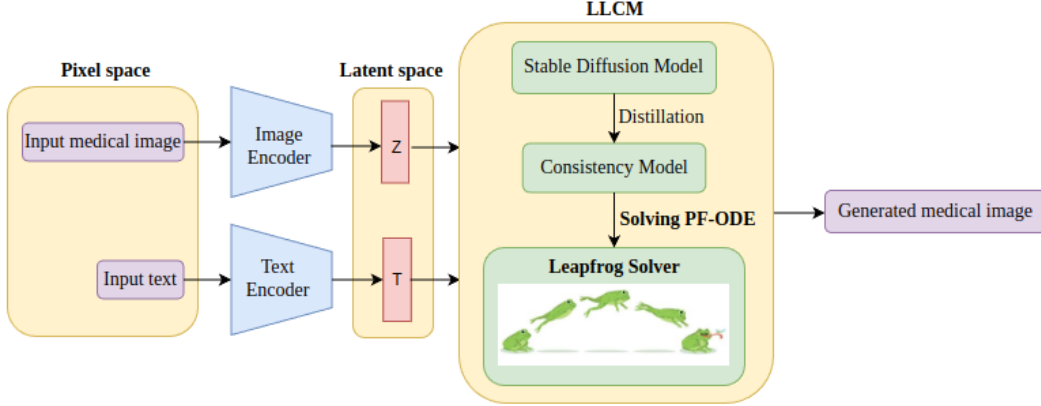 LLCM
Pixel space
Latent space
Stable Diffusion Model
Distillation
Input medical image
Image
Encoder
Z
Consistency Model
Solving PF-ODE
Generated medical image
Input text
Text
Encoder
T
Leapfrog Solver